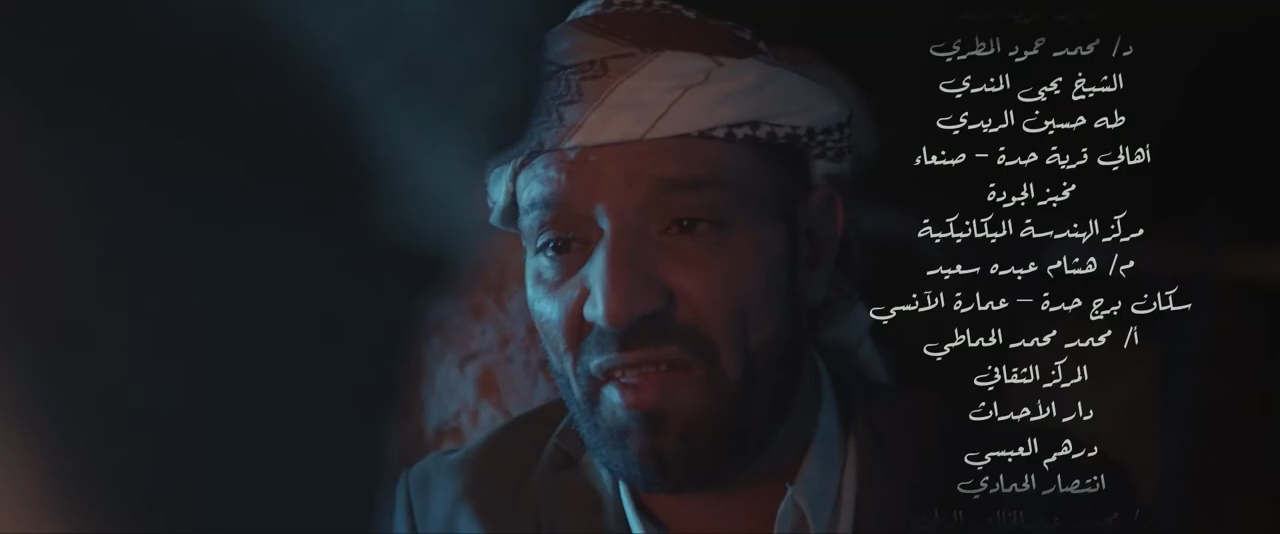 د/ محمد حمود المطري
الشيخ يحيى المندي
طه حسين الريدي
أهالي قرية حدة – صنعاء
مخبز الجودة
مركز الهندسة الميكانيكية
م/ هشام عبده سعيد
سكان برج حدة – عمارة الآنسي
أ/ محمد محمد الحماطي
المركز الثقافي
دار الأحداث
درهم العبسي
انتصار الحمادي